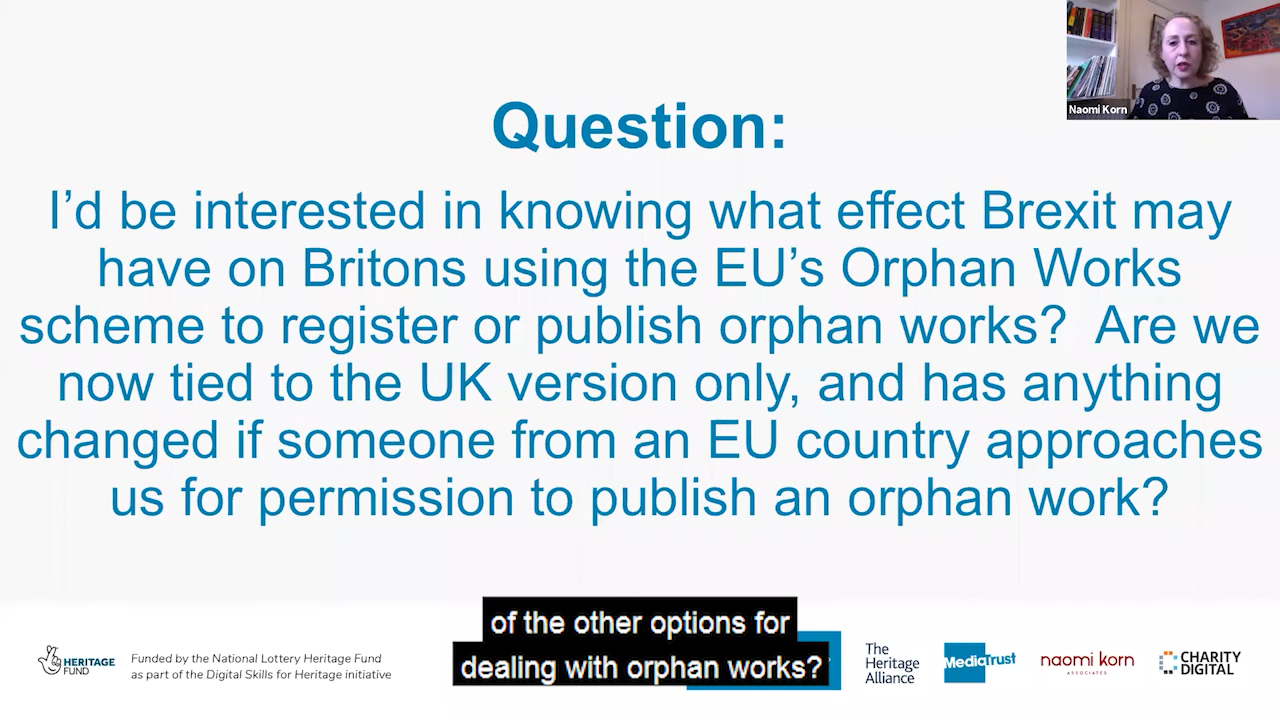 Naomi Korn
Question:
I’d be interested in knowing what effect Brexit may
have on Britons using the EU’s Orphan Works
scheme to register or publish orphan works?  Are we
now tied to the UK version only, and has anything
changed if someone from an EU country approaches
us for permission to publish an orphan work?
of the other options for
dealing with orphan works?
HERITAGE
FUND
Funded by the National Lottery Heritage Fund
as part of the Digital Skills for Heritage initiative
The
Heritage
Alliance
MediaTrust
naomi korn
ASSOCIATES
CHARITY
DIGITAL